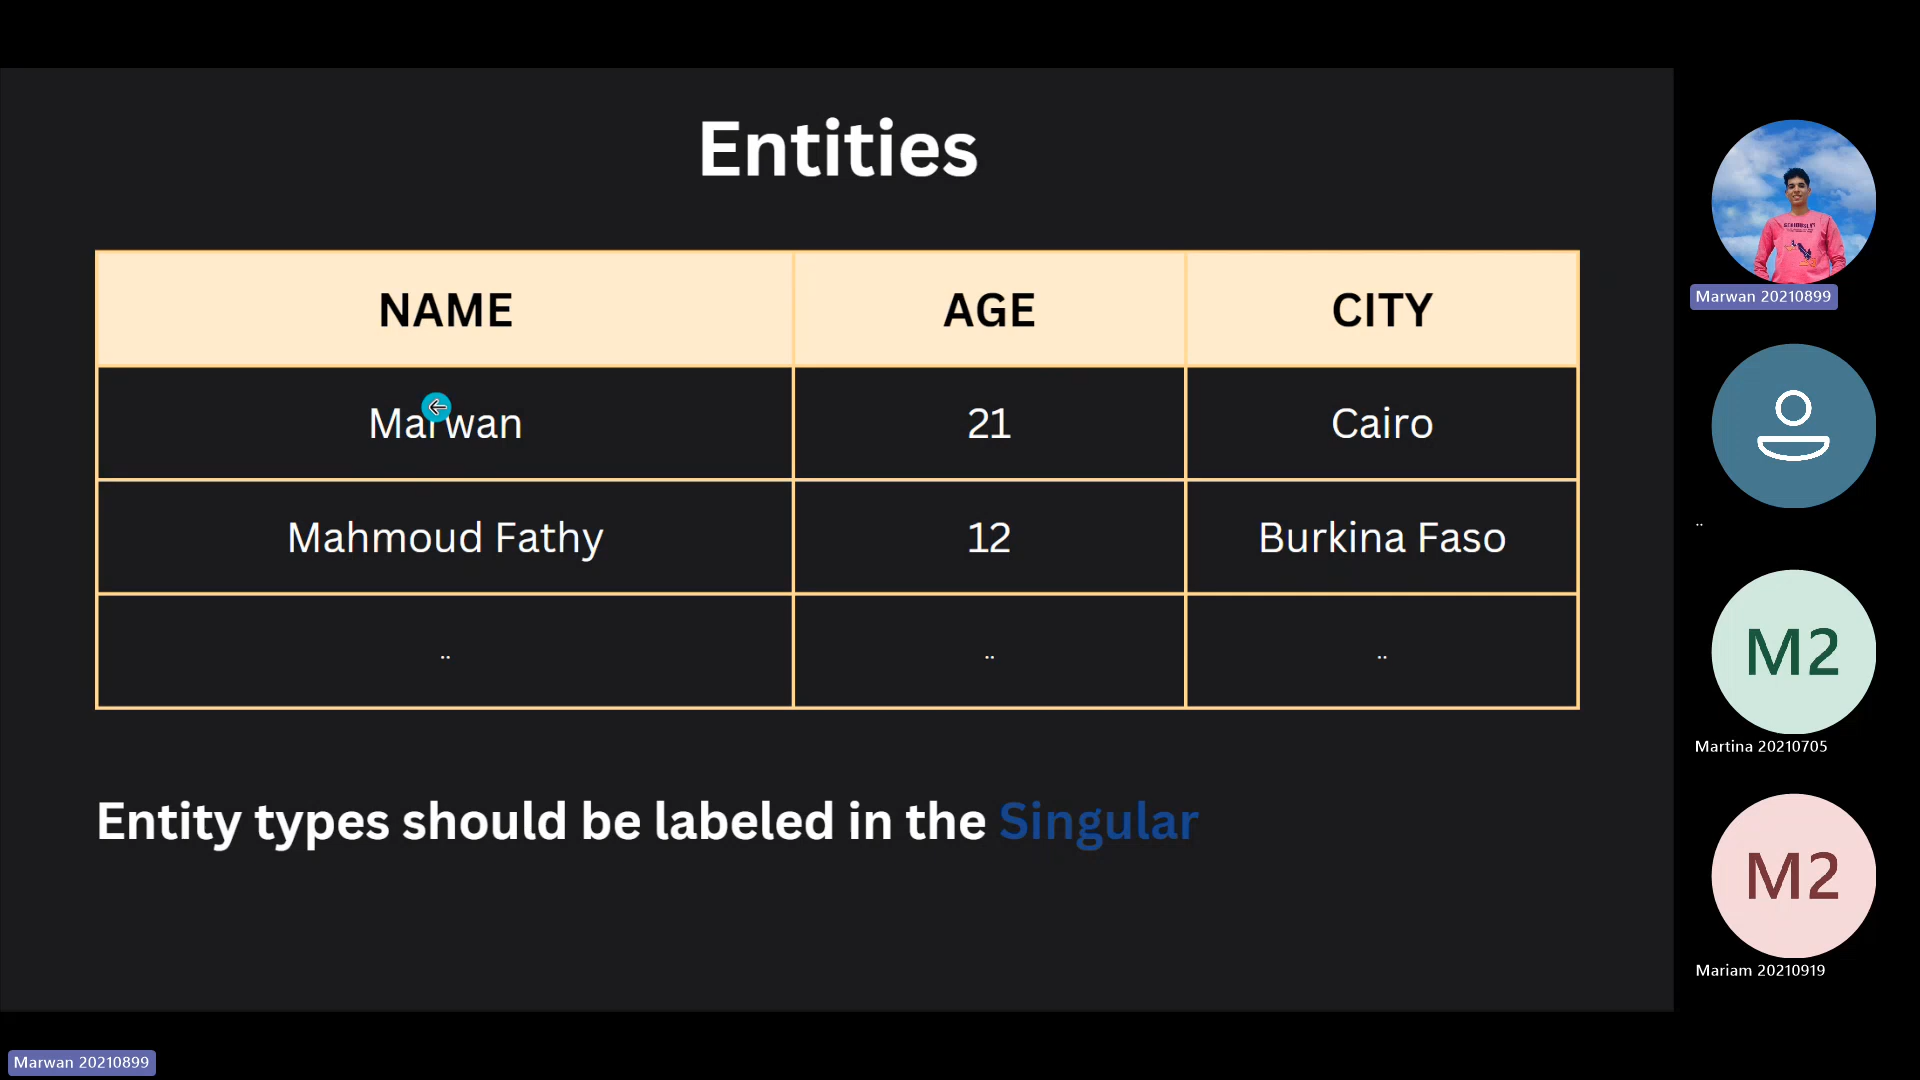 Entities
NAME AGE CITY
Marwan 21 Cairo
Mahmoud Fathy 12 Burkina Faso
.. .. ..
Entity types should be labeled in the Singular
Marwan 20210899
..
M2
Martina 20210705
M2
Mariam 20210919
Marwan 20210899